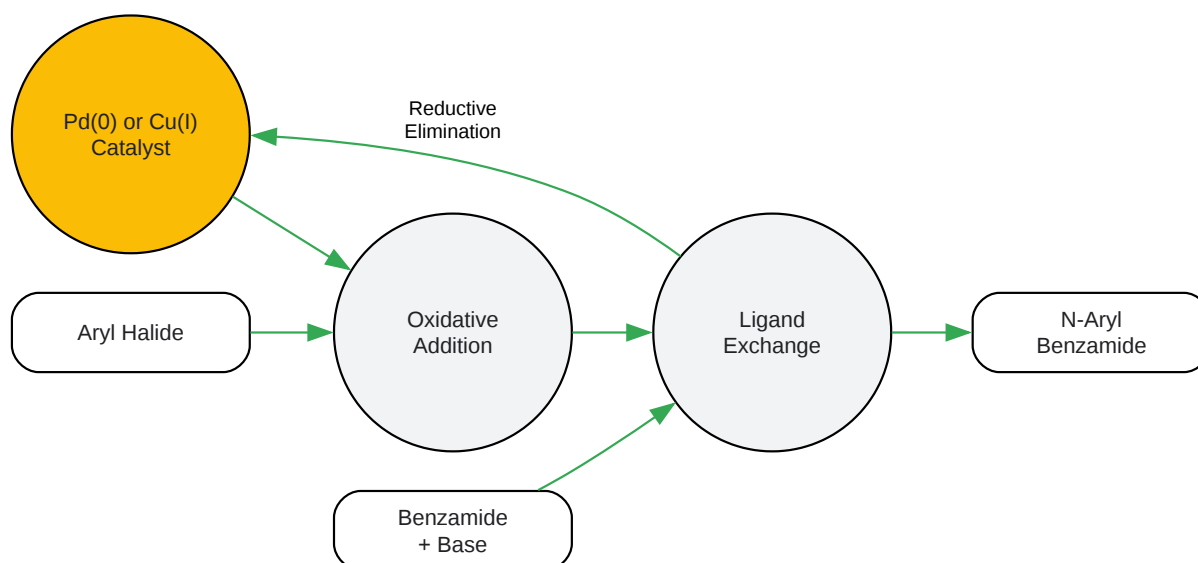 Pd(0) or Cu(I)
Catalyst
Reductive
Elimination
Aryl Halide
Oxidative
Addition
Ligand
Exchange
N-Aryl
Benzamide
Benzamide
+ Base